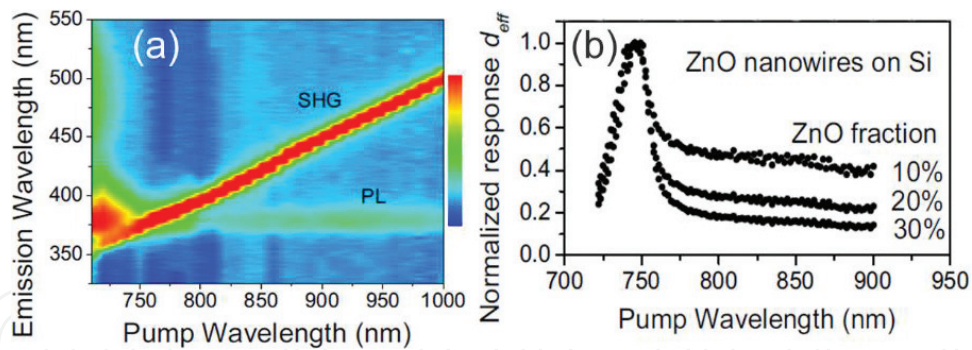 (a)
SHG
PL
Emission Wavelength (nm)
550
500
450
400
350
750
800
850
900
950
1000
Pump Wavelength (nm)
(b)
ZnO nanowires on Si
ZnO fraction
10%
20%
30%
Normalized response deff
1.0
0.8
0.6
0.4
0.2
0.0
700
750
800
850
900
950
Pump Wavelength (nm)